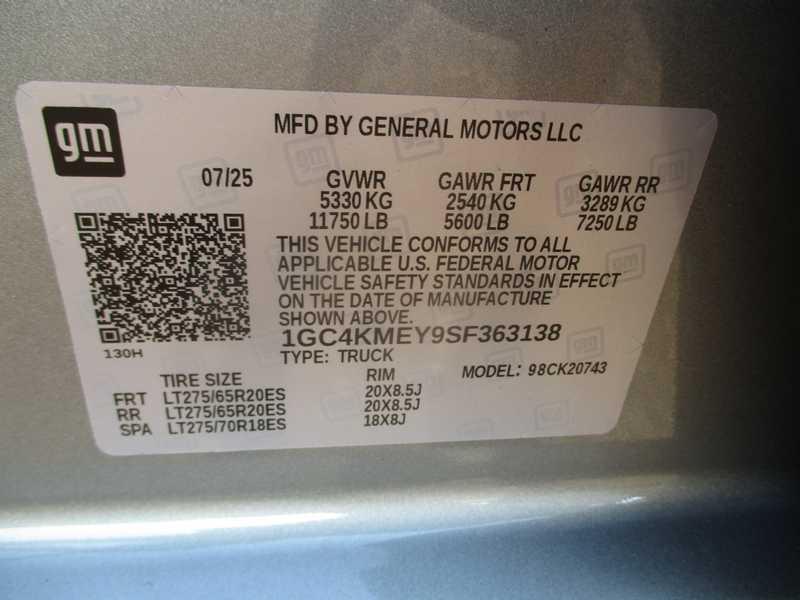 gm
MFD BY GENERAL MOTORS LLC
07/25 GVWR GAWR FRT GAWR RR
5330 KG 2540 KG 3289 KG
11750 LB 5600 LB 7250 LB
THIS VEHICLE CONFORMS TO ALL
APPLICABLE U.S. FEDERAL MOTOR
VEHICLE SAFETY STANDARDS IN EFFECT
ON THE DATE OF MANUFACTURE
SHOWN ABOVE.
130H
1GC4KMEY9SF363138
TYPE: TRUCK
MODEL: 98CK20743
TIRE SIZE RIM
FRT LT275/65R20ES 20X8.5J
RR LT275/65R20ES 20X8.5J
SPA LT275/70R18ES 18X8J